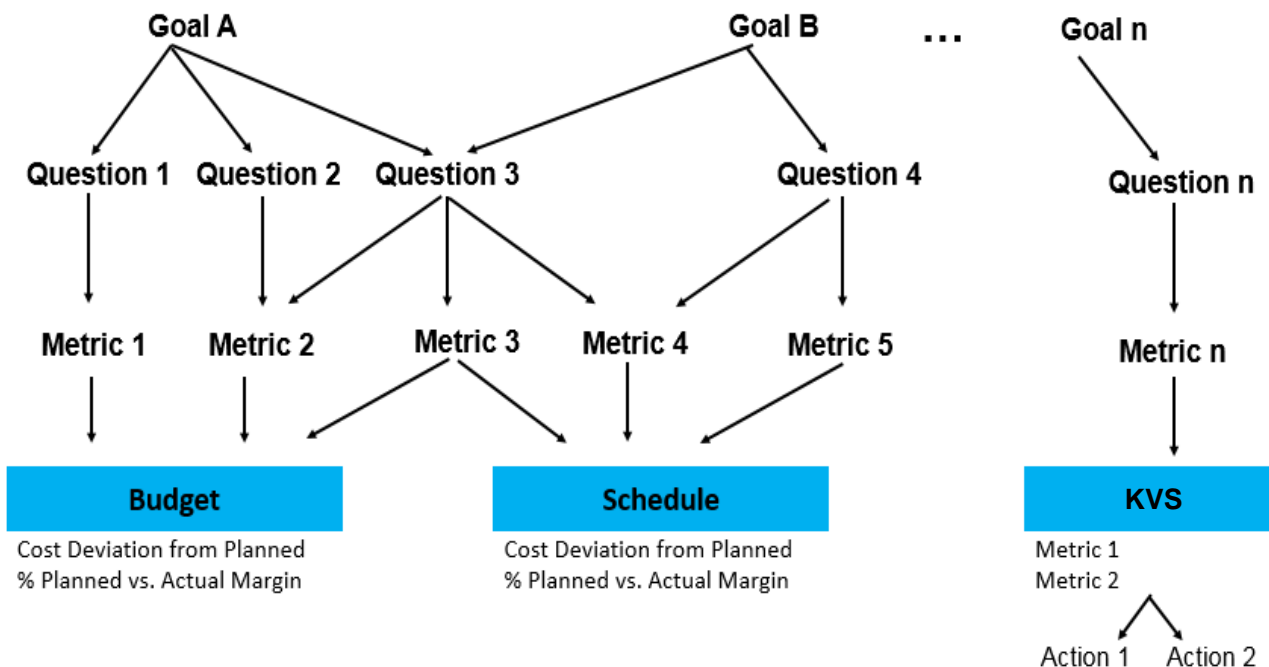 Goal A
Goal B
...
Goal n
Question 1
Question 2
Question 3
Question 4
Question n
Metric 1
Metric 2
Metric 3
Metric 4
Metric 5
Metric n
Budget
Schedule
KVS
Cost Deviation from Planned
% Planned vs. Actual Margin
Cost Deviation from Planned
% Planned vs. Actual Margin
Metric 1
Metric 2
Action 1
Action 2